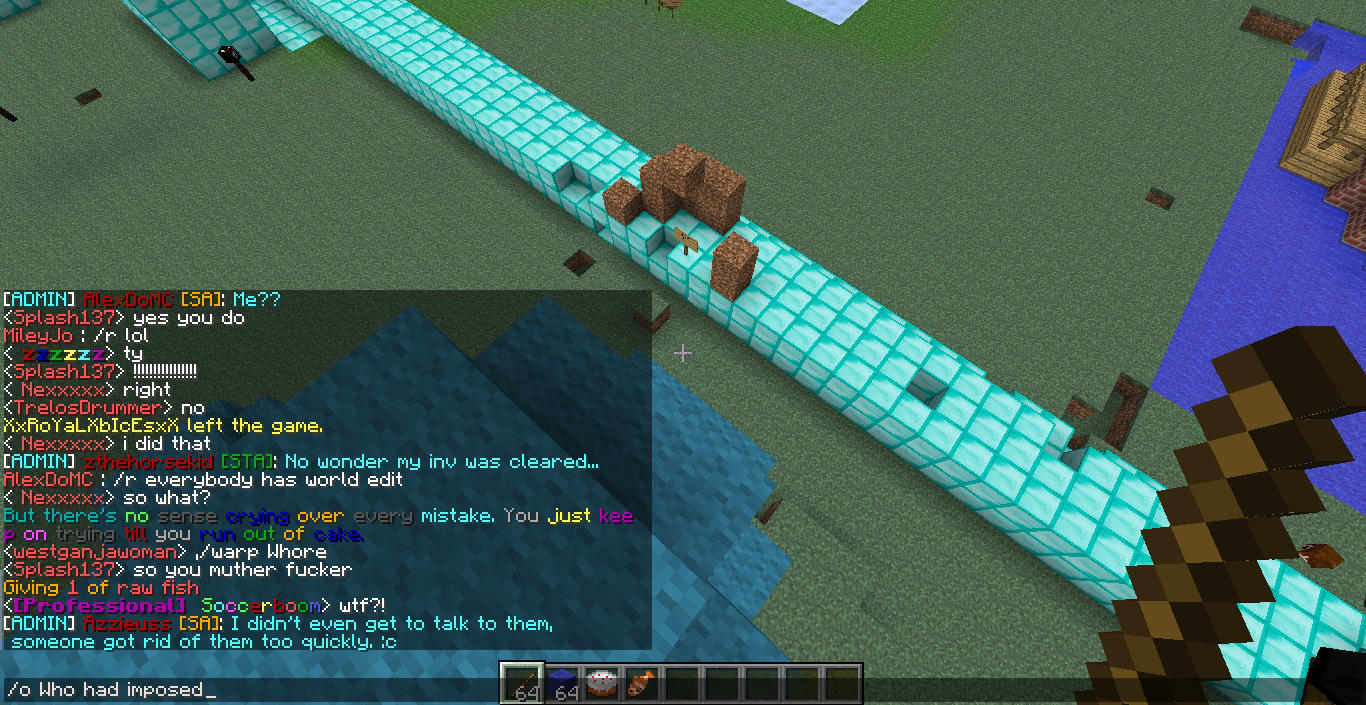 [ADMIN] AlexDoMC [SA]: Me??
<Splash137> yes you do
MileyJo : /r lol
< zzzzzz> ty
<Splash137> !!!!!!!!!!!!!!
< Nexxxxx> right
<TrelosDrummer> no
XxRoYaLXbIcEsxX left the game.
< Nexxxxx> i did that
[ADMIN] zthehorsekid [STA]: No wonder my inv was cleared...
AlexDoMC : /r everybody has world edit
< Nexxxxx> so what?
But there's no sense crying over every mistake. You just kee
p on trying till you run out of cake.
<westganjawoman> ,/warp Whore
<Splash137> so you muther fucker
Giving 1 of raw fish
<[Professional] Soccerboom> wtf?!
[ADMIN] Azzieuss [SA]: I didn't even get to talk to them,
someone got rid of them too quickly. :c
/o Who had imposed_
64
64